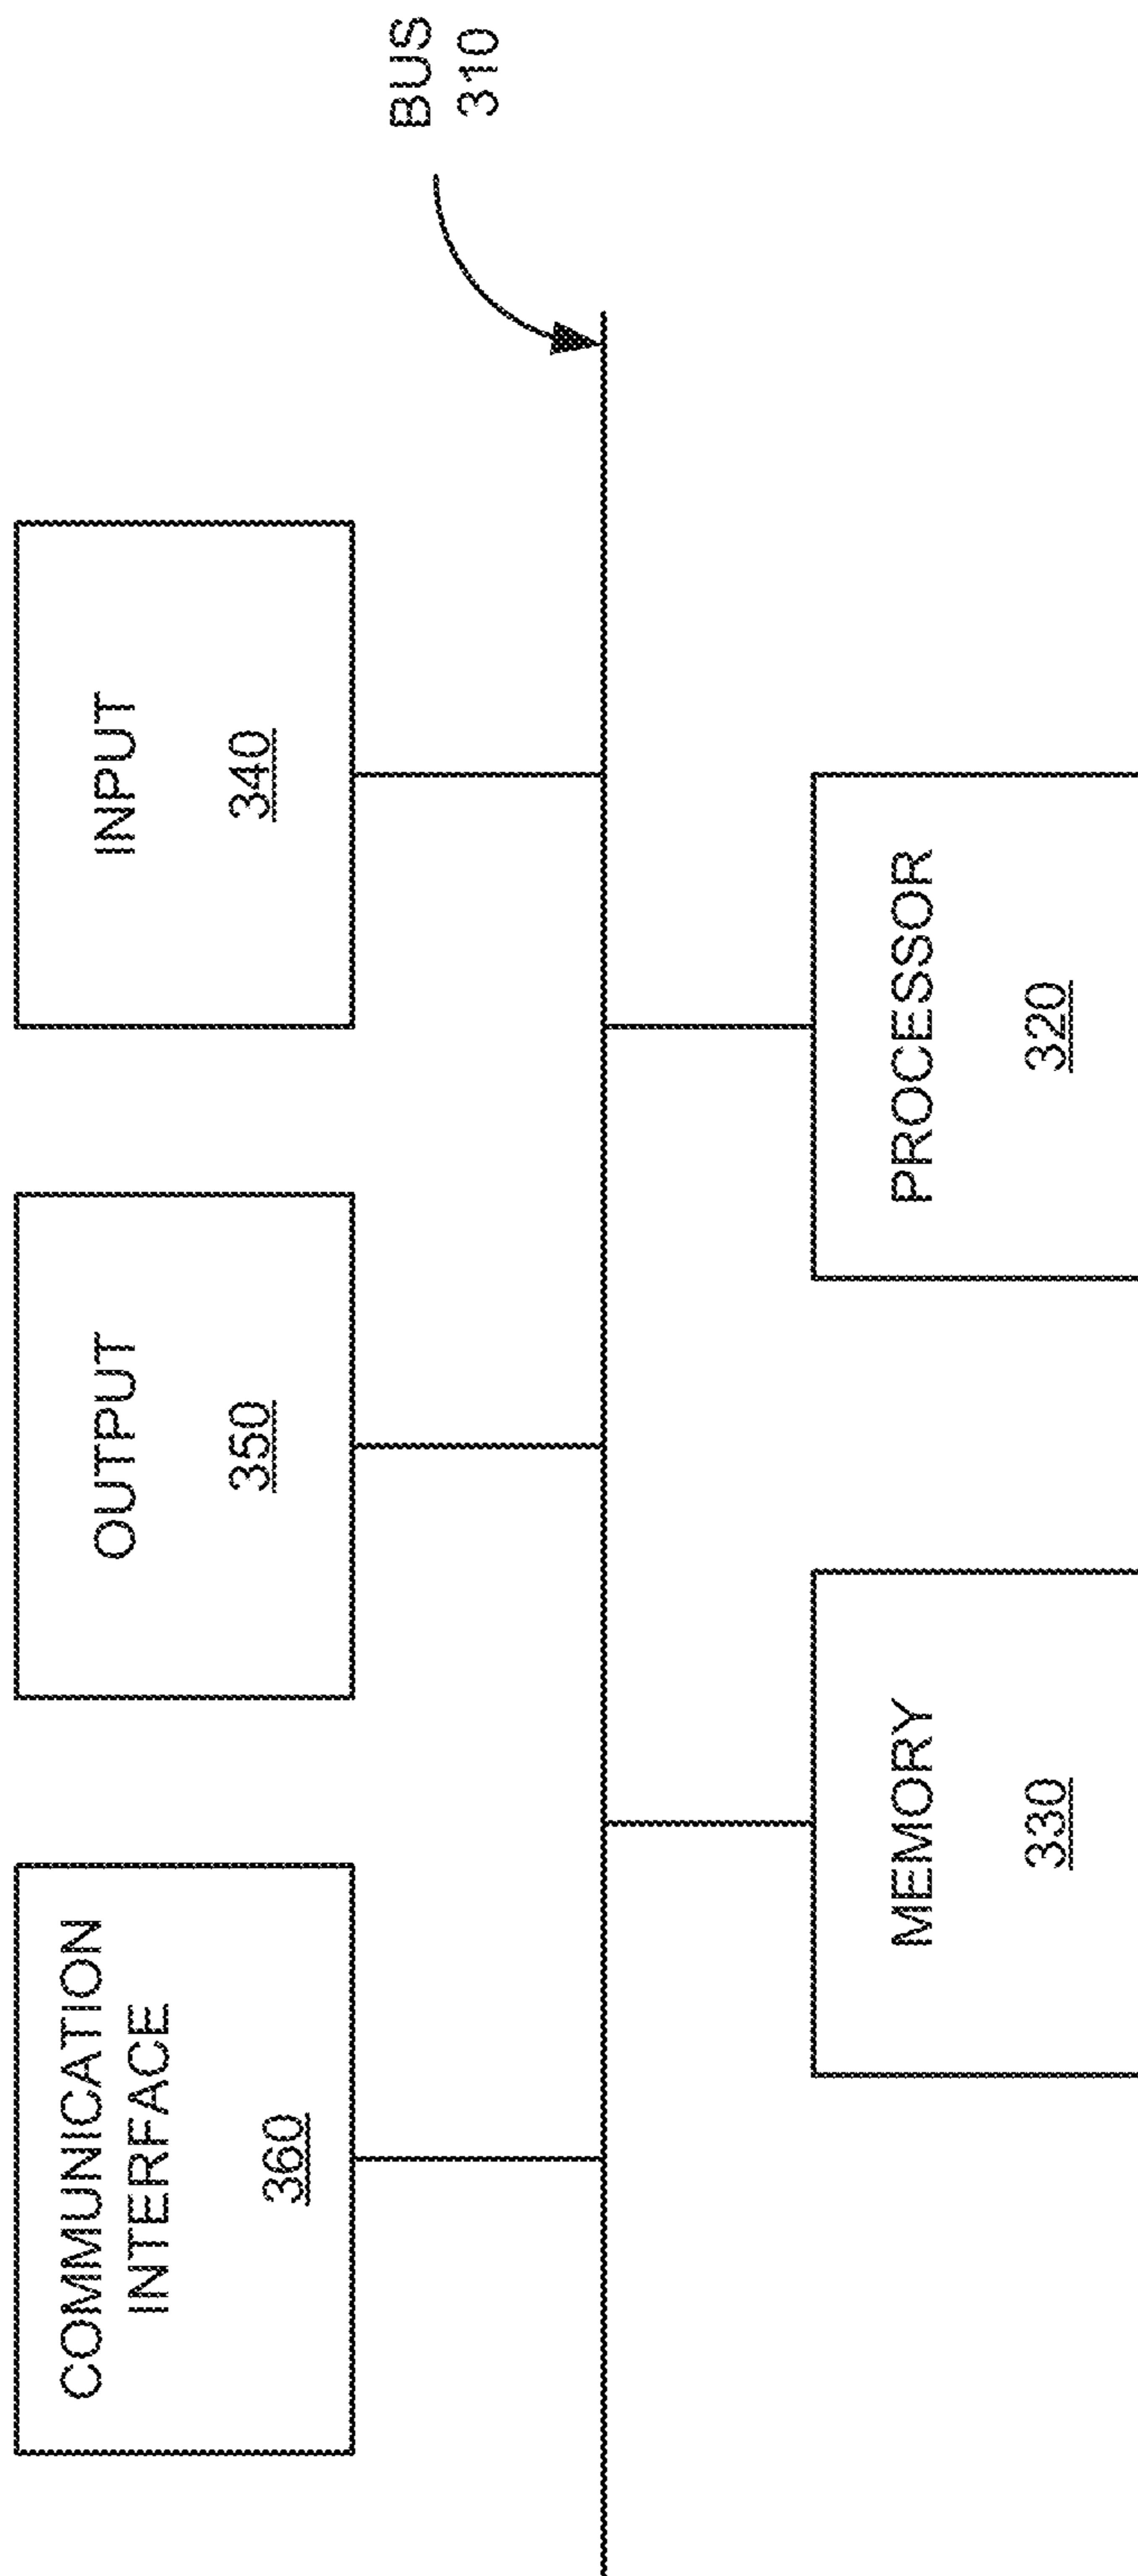 BUS
310
COMMUNICATION
INTERFACE
360
OUTPUT
350
INPUT
340
MEMORY
330
PROCESSOR
320